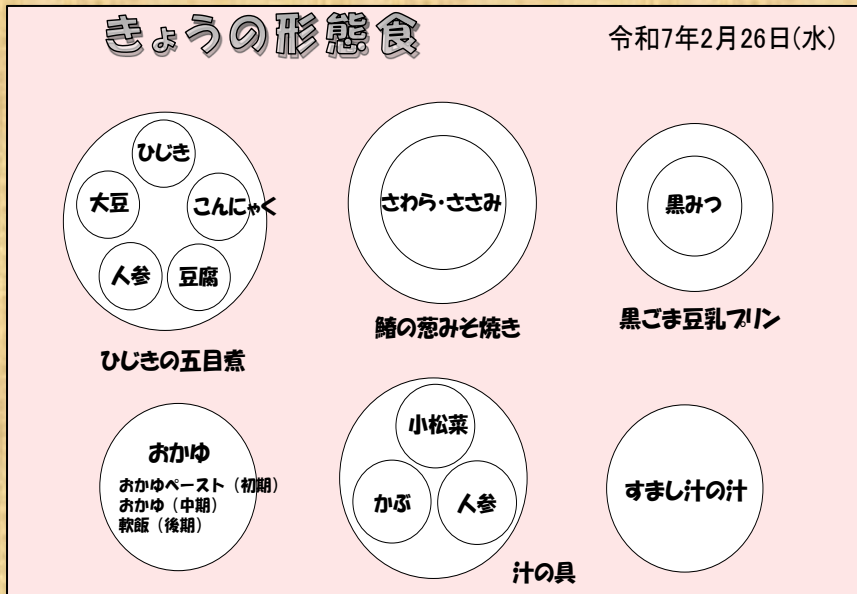 きょうの形態食
令和7年2月26日(水)
ひじき
大豆
こんにゃく
人参
豆腐
ひじきの五目煮
さわら・ささみ
鰆の葱みそ焼き
黒みつ
黒ごま豆乳プリン
おかゆ
おかゆペースト（初期）
おかゆ（中期）
軟飯（後期）
小松菜
かぶ
人参
汁の具
すまし汁の汁